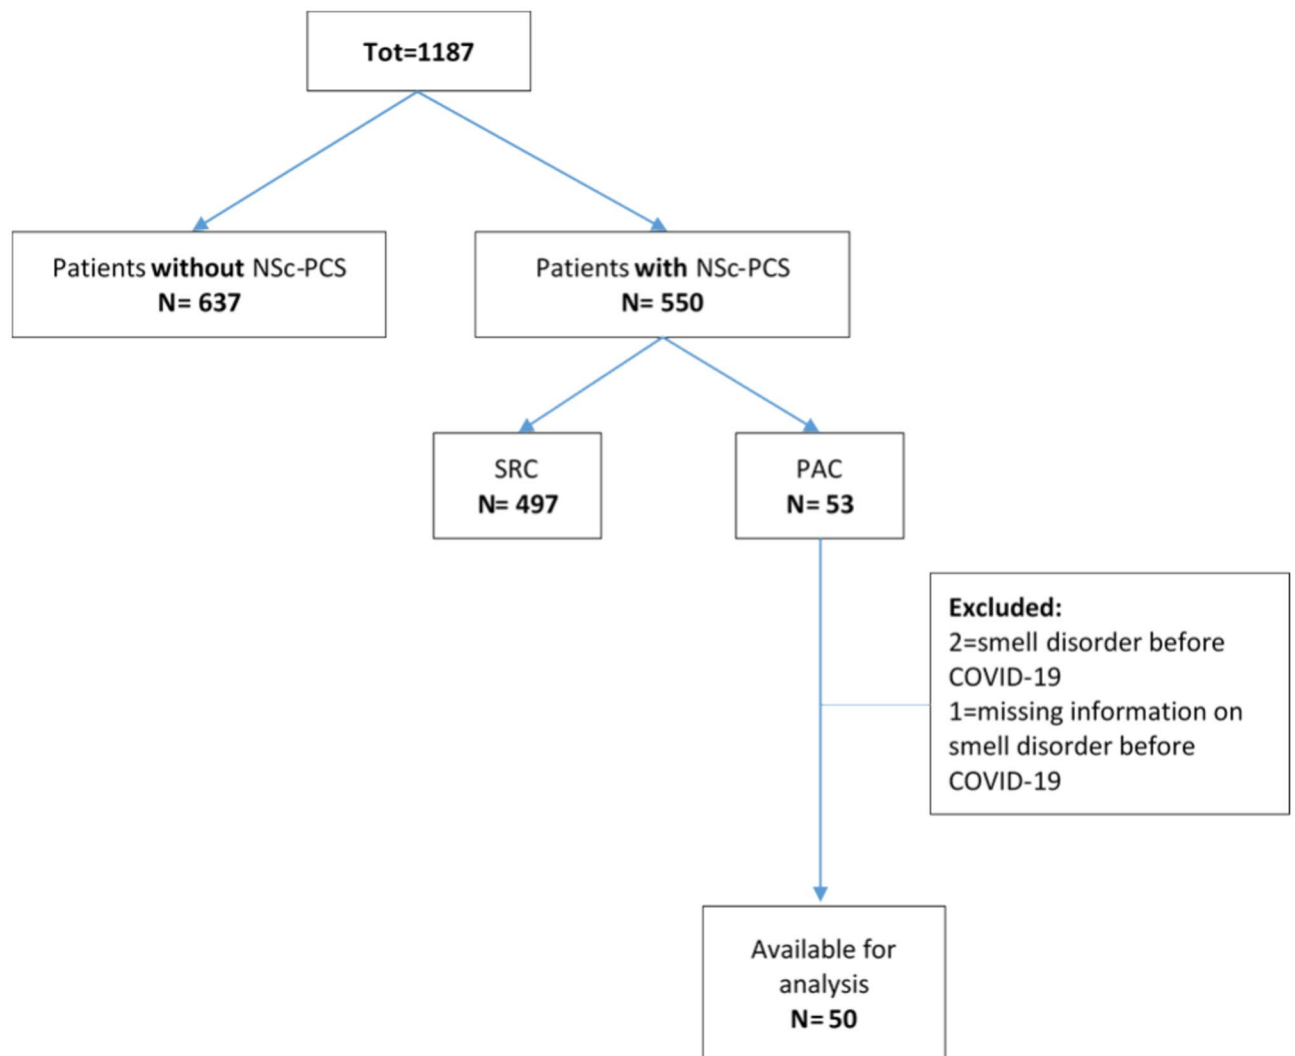 Tot=1187
Patients without NSc-PCS
N= 637
Patients with NSc-PCS
N= 550
SRC
N= 497
PAC
N= 53
Excluded:
2=smell disorder before
COVID-19
1=missing information on
smell disorder before
COVID-19
Available for
analysis
N= 50